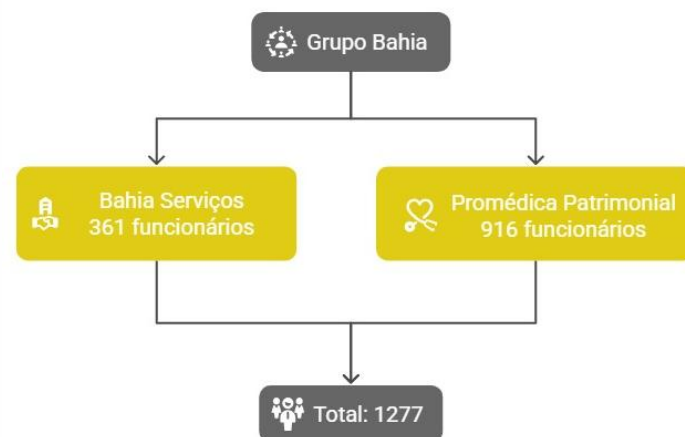 Grupo Bahia
Bahia Serviços
361 funcionários
Promédica Patrimonial
916 funcionários
Total: 1277